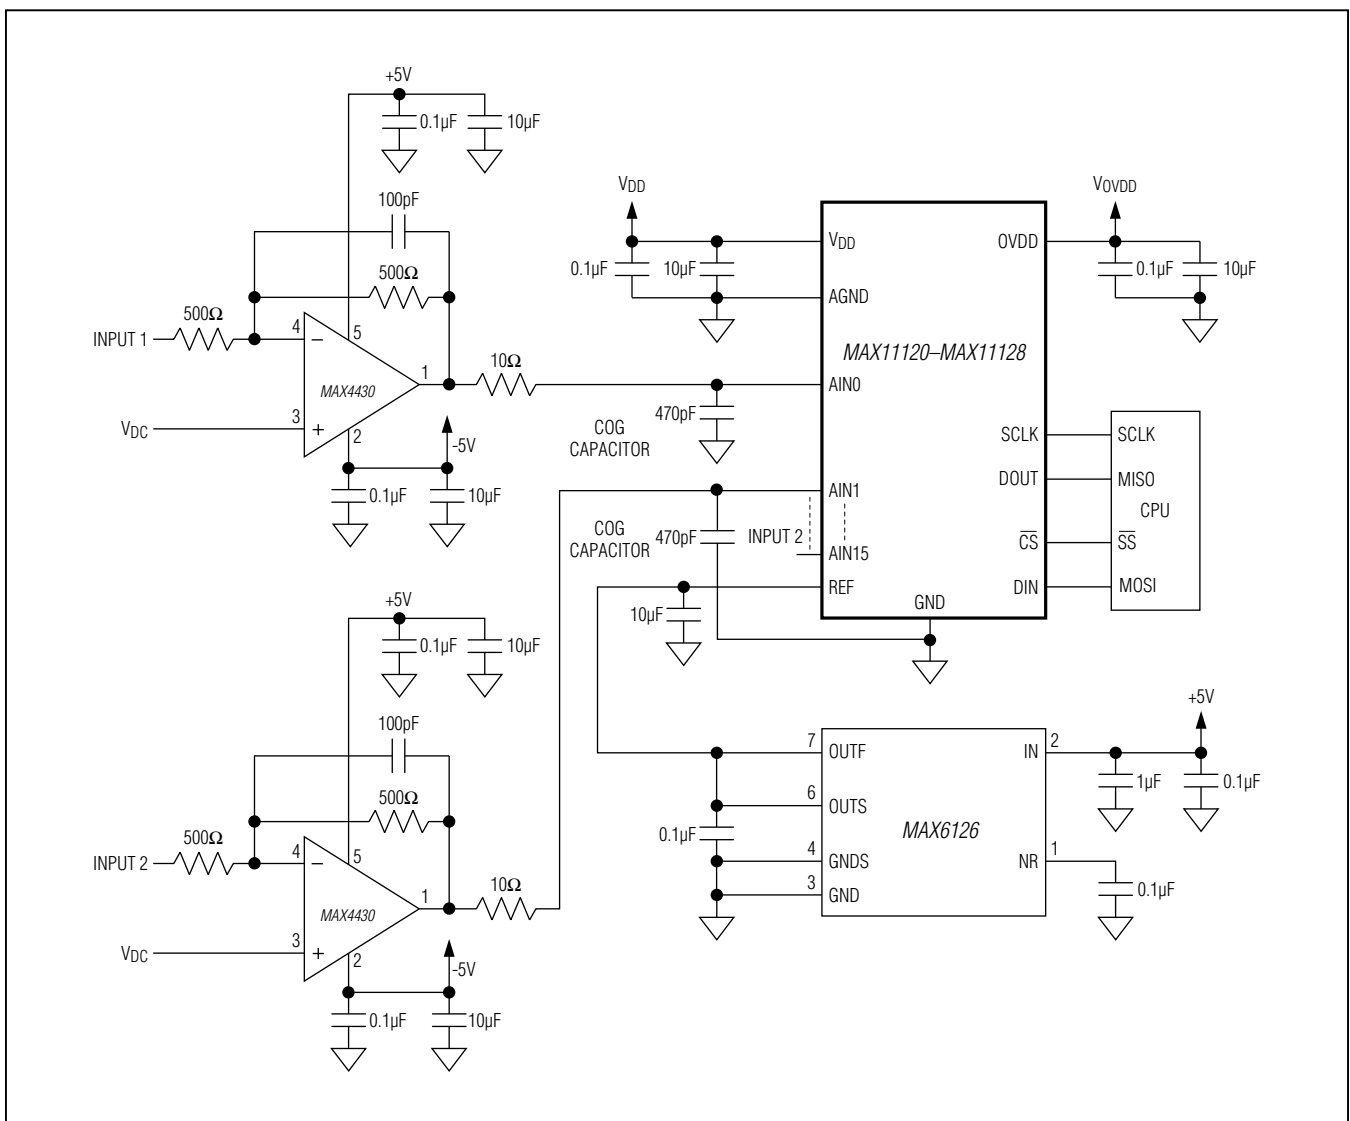 +5V
0.1µF
10µF
100pF
500Ω
500Ω
INPUT 1
4
5
−
MAX4430
1
10Ω
3
+
2
VDC
-5V
0.1µF
10µF
VDD
0.1µF
10µF
VDD
AGND
MAX11120–MAX11128
AIN0
470pF
COG
CAPACITOR
AIN1
COG
CAPACITOR
470pF
INPUT 2
AIN15
REF
10µF
GND
OVDD
VOVDD
0.1µF
10µF
SCLK
DOUT
CS
DIN
SCLK
MISO
CPU
SS
MOSI
+5V
0.1µF
10µF
100pF
500Ω
500Ω
INPUT 2
4
5
−
MAX4430
1
10Ω
3
+
2
VDC
-5V
0.1µF
10µF
7
OUTF
6
OUTS
0.1µF
4
GNDS
3
GND
MAX6126
IN
2
NR
1
+5V
1µF
0.1µF
0.1µF